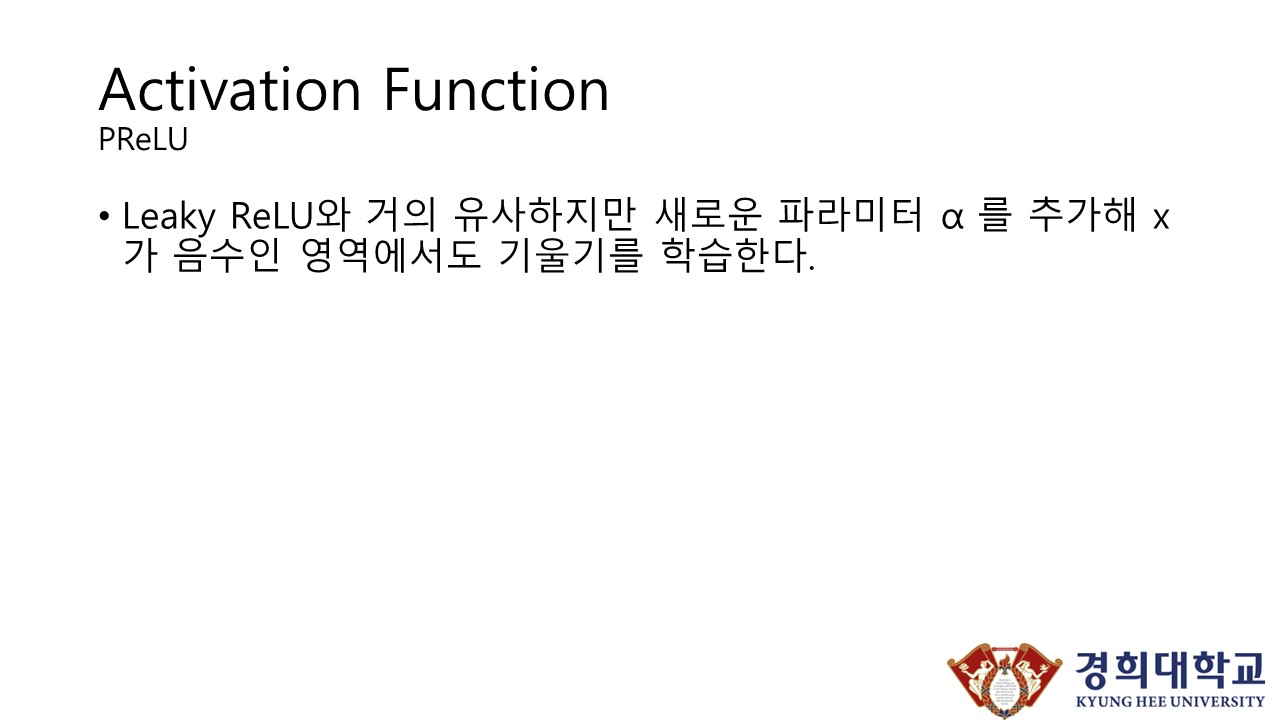 Activation Function
PReLU
• Leaky ReLU와 거의 유사하지만 새로운 파라미터 α 를 추가해 x
가 음수인 영역에서도 기울기를 학습한다.
경희대학교
KYUNG HEE UNIVERSITY